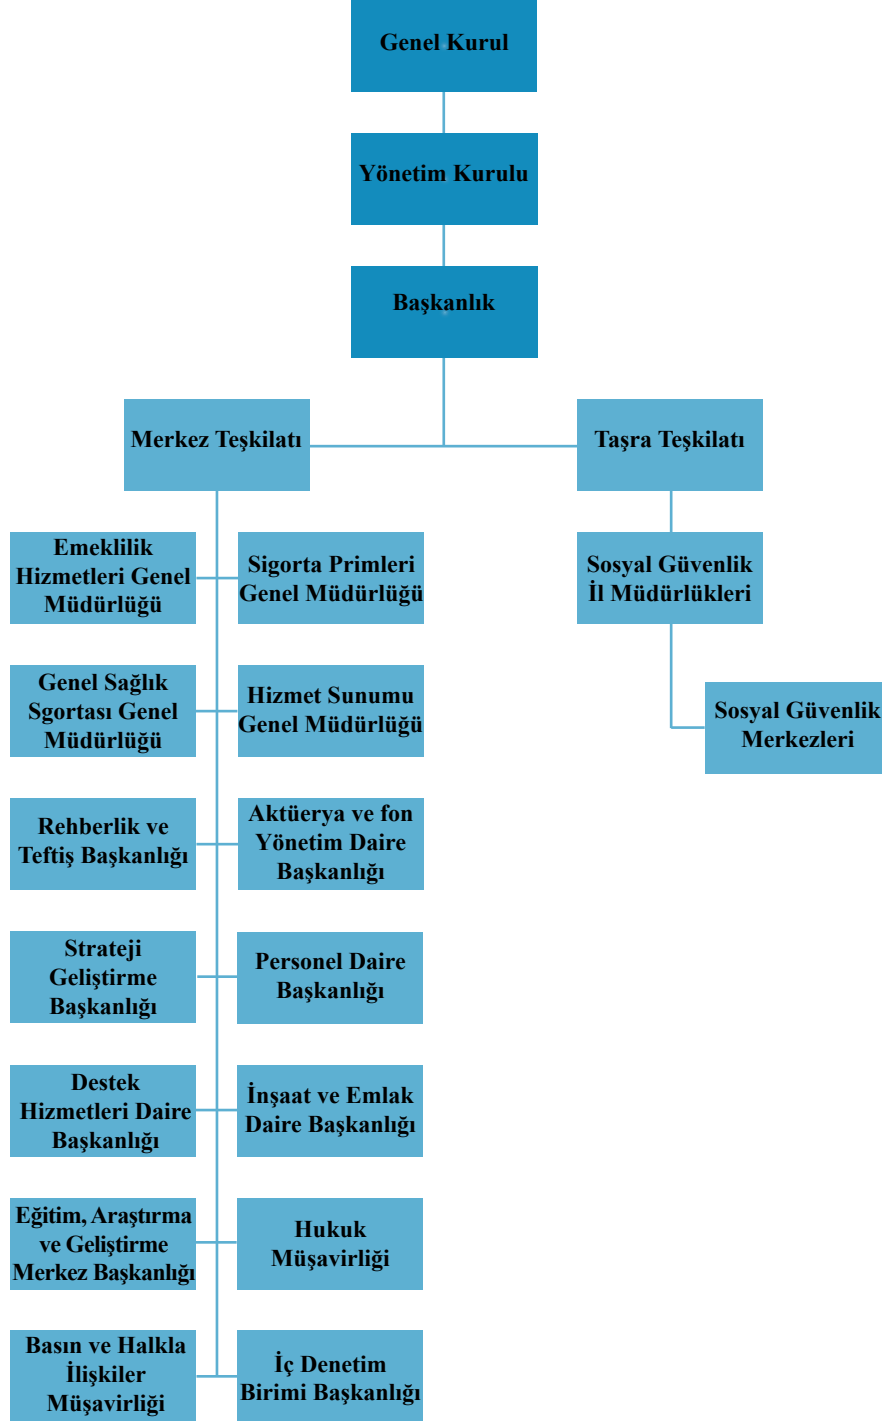 Genel Kurul
Yönetim Kurulu
Başkanlık
Merkez Teşkilatı
Taşra Teşkilatı
Emeklilik
Hizmetleri Genel
Müdürlüğü
Sigorta Primleri
Genel Müdürlüğü
Sosyal Güvenlik
İl Müdürlükleri
Genel Sağlık
Sgortası Genel
Müdürlüğü
Hizmet Sunumu
Genel Müdürlüğü
Sosyal Güvenlik
Merkezleri
Rehberlik ve
Teftiş Başkanlığı
Aktüerya ve fon
Yönetim Daire
Başkanlığı
Strateji
Geliştirme
Başkanlığı
Personel Daire
Başkanlığı
Destek
Hizmetleri Daire
Başkanlığı
İnşaat ve Emlak
Daire Başkanlığı
Eğitim, Araştırma
ve Geliştirme
Merkez Başkanlığı
Hukuk
Müşavirliği
Basın ve Halkla
İlişkiler
Müşavirliği
İç Denetim
Birimi Başkanlığı